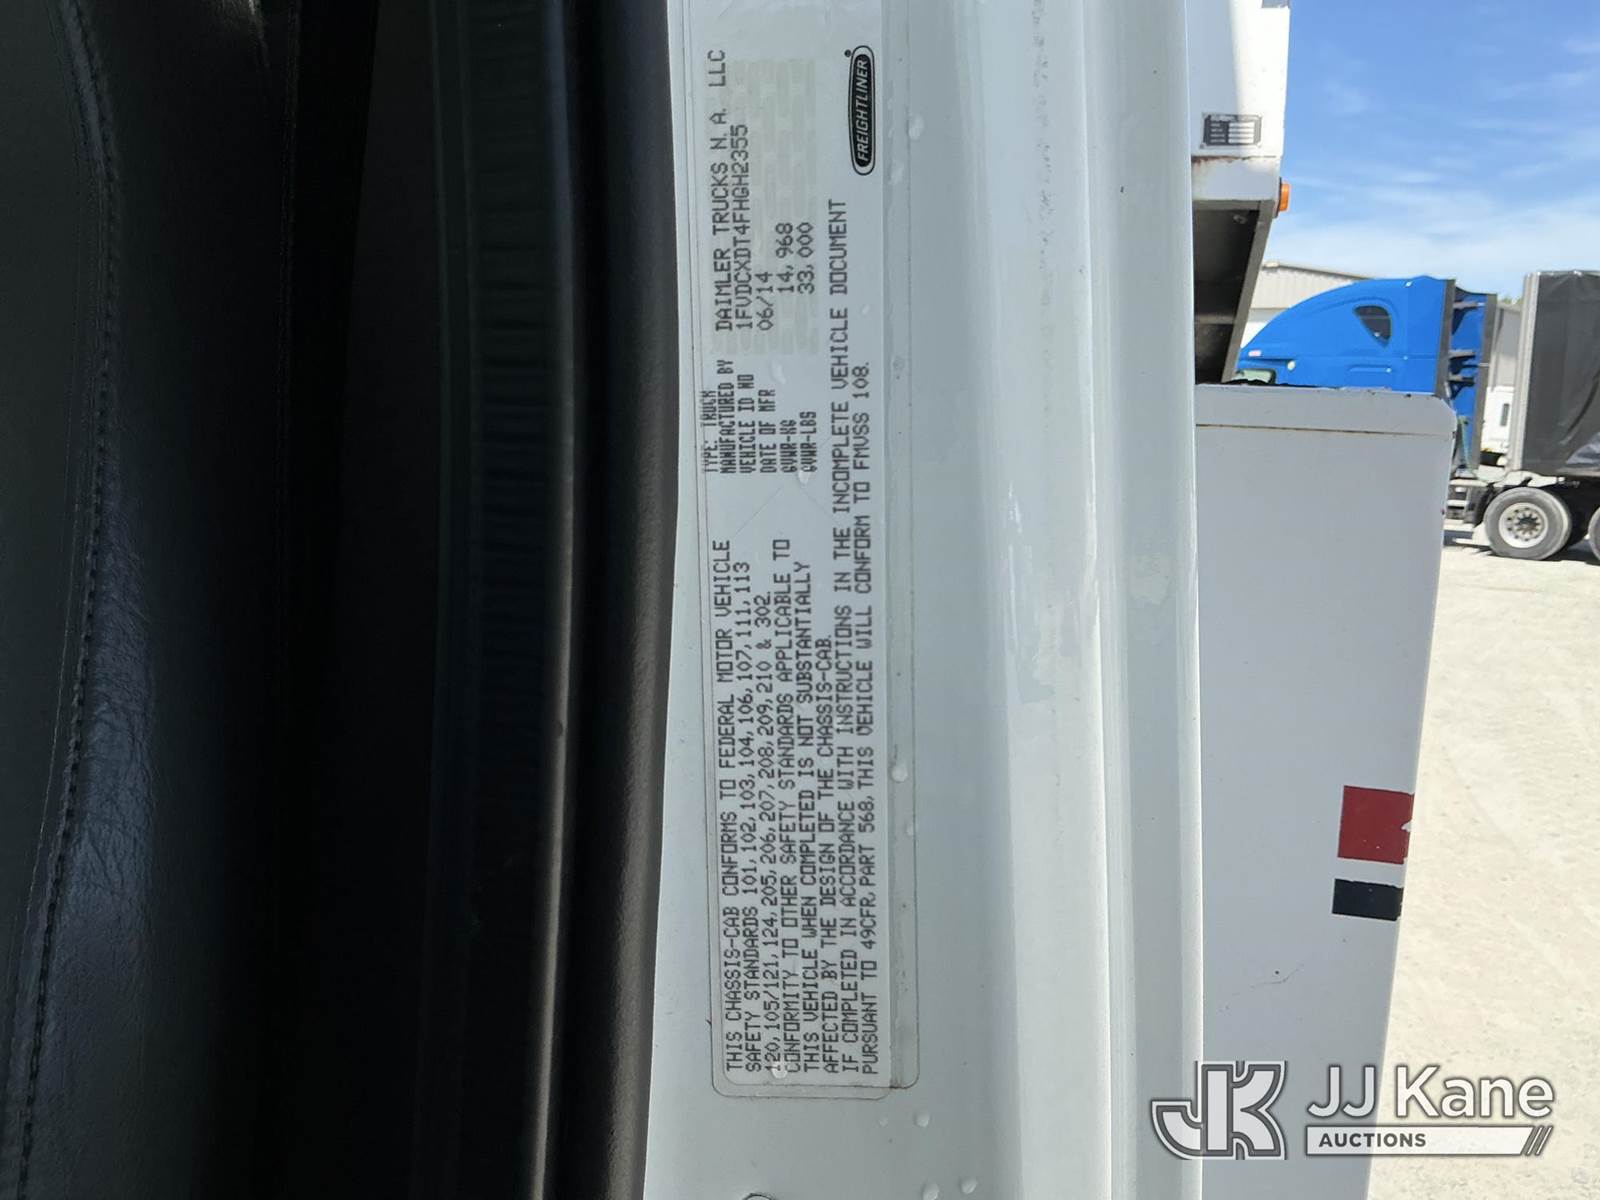 THIS CHASSIS-CAB CONFORMS TO FEDERAL MOTOR VEHICLE
SAFETY STANDARDS 101, 102, 103, 104, 106, 107, 111, 113
120, 105/121, 124, 205, 206, 207, 208, 209, 210 & 302.
CONFORMITY TO OTHER SAFETY STANDARDS APPLICABLE TO
THIS VEHICLE WHEN COMPLETED IS NOT SUBSTANTIALLY
AFFECTED BY THE DESIGN OF THE CHASSIS-CAB.
IF COMPLETED IN ACCORDANCE WITH INSTRUCTIONS IN THE INCOMPLETE VEHICLE DOCUMENT
PURSUANT TO 49CFR, PART 568, THIS VEHICLE WILL CONFORM TO FMVSS 108.
TYPE: TRUCK
MANUFACTURED BY DAIMLER TRUCKS N. A. LLC
VEHICLE ID NO 1FVDCXDT4FHGH2355
DATE OF MFR 06/14
GVWR-KG 14,968
GVWR-LBS 33,000
FREIGHTLINER
JK JJ Kane
AUCTIONS